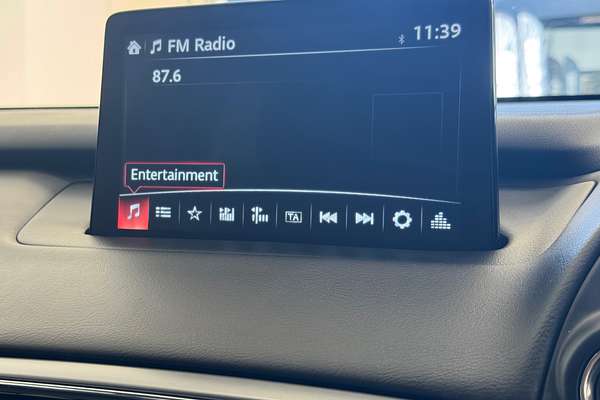 FM Radio
11:39
87.6
Entertainment
TA